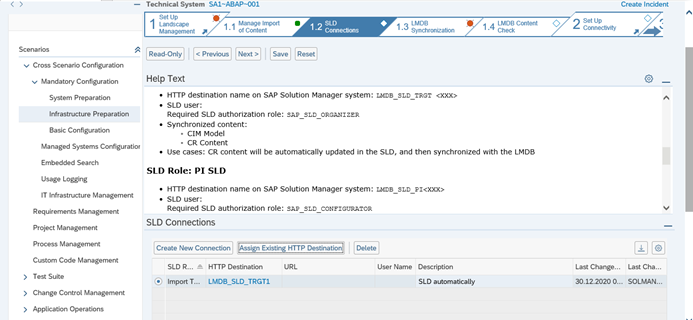 Technical System SA1~ABAP~001
Create Incident
1 Set Up Landscape Management
1.1 Manage Import of Content
1.2 SLD Connections
1.3 LMDB Synchronization
1.4 LMDB Content Check
2 Set Up Connectivity
3
Read-Only
< Previous
Next >
Save
Reset
Scenarios
Cross Scenario Configuration
Mandatory Configuration
System Preparation
Infrastructure Preparation
Basic Configuration
Managed Systems Configuration
Embedded Search
Usage Logging
IT Infrastructure Management
Requirements Management
Project Management
Process Management
Custom Code Management
Test Suite
Change Control Management
Application Operations
Help Text
• HTTP destination name on SAP Solution Manager system: LMDB_SLD_TRGT <XXX>
• SLD user:
Required SLD authorization role: SAP_SLD_ORGANIZER
• Synchronized content:
CIM Model
CR Content
• Use cases: CR content will be automatically updated in the SLD, and then synchronized with the LMDB
SLD Role: PI SLD
• HTTP destination name on SAP Solution Manager system: LMDB_SLD_PI<XXX>
• SLD user:
Required SLD authorization role: SAP_SLD_CONFIGURATOR
SLD Connections
Create New Connection
Assign Existing HTTP Destination
Delete
SLD R... HTTP Destination URL User Name Description Last Change... Last Cha...
Import T... LMDB_SLD_TRGT1 SLD automatically 30.12.2020 0... SOLMAN...